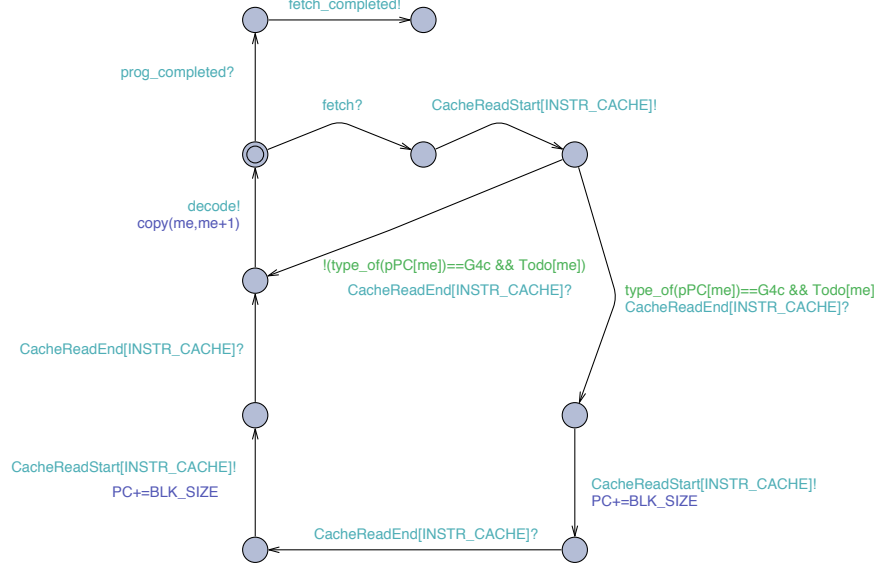 fetch_completed!
prog_completed?
fetch?
CacheReadStart[INSTR_CACHE]!
decode!
copy(me,me+1)
!(type_of(pPC[me])==G4c && Todo[me])
CacheReadEnd[INSTR_CACHE]?
type_of(pPC[me])==G4c && Todo[me]
CacheReadEnd[INSTR_CACHE]?
CacheReadEnd[INSTR_CACHE]?
CacheReadStart[INSTR_CACHE]!
PC+=BLK_SIZE
CacheReadStart[INSTR_CACHE]!
PC+=BLK_SIZE
CacheReadEnd[INSTR_CACHE]?